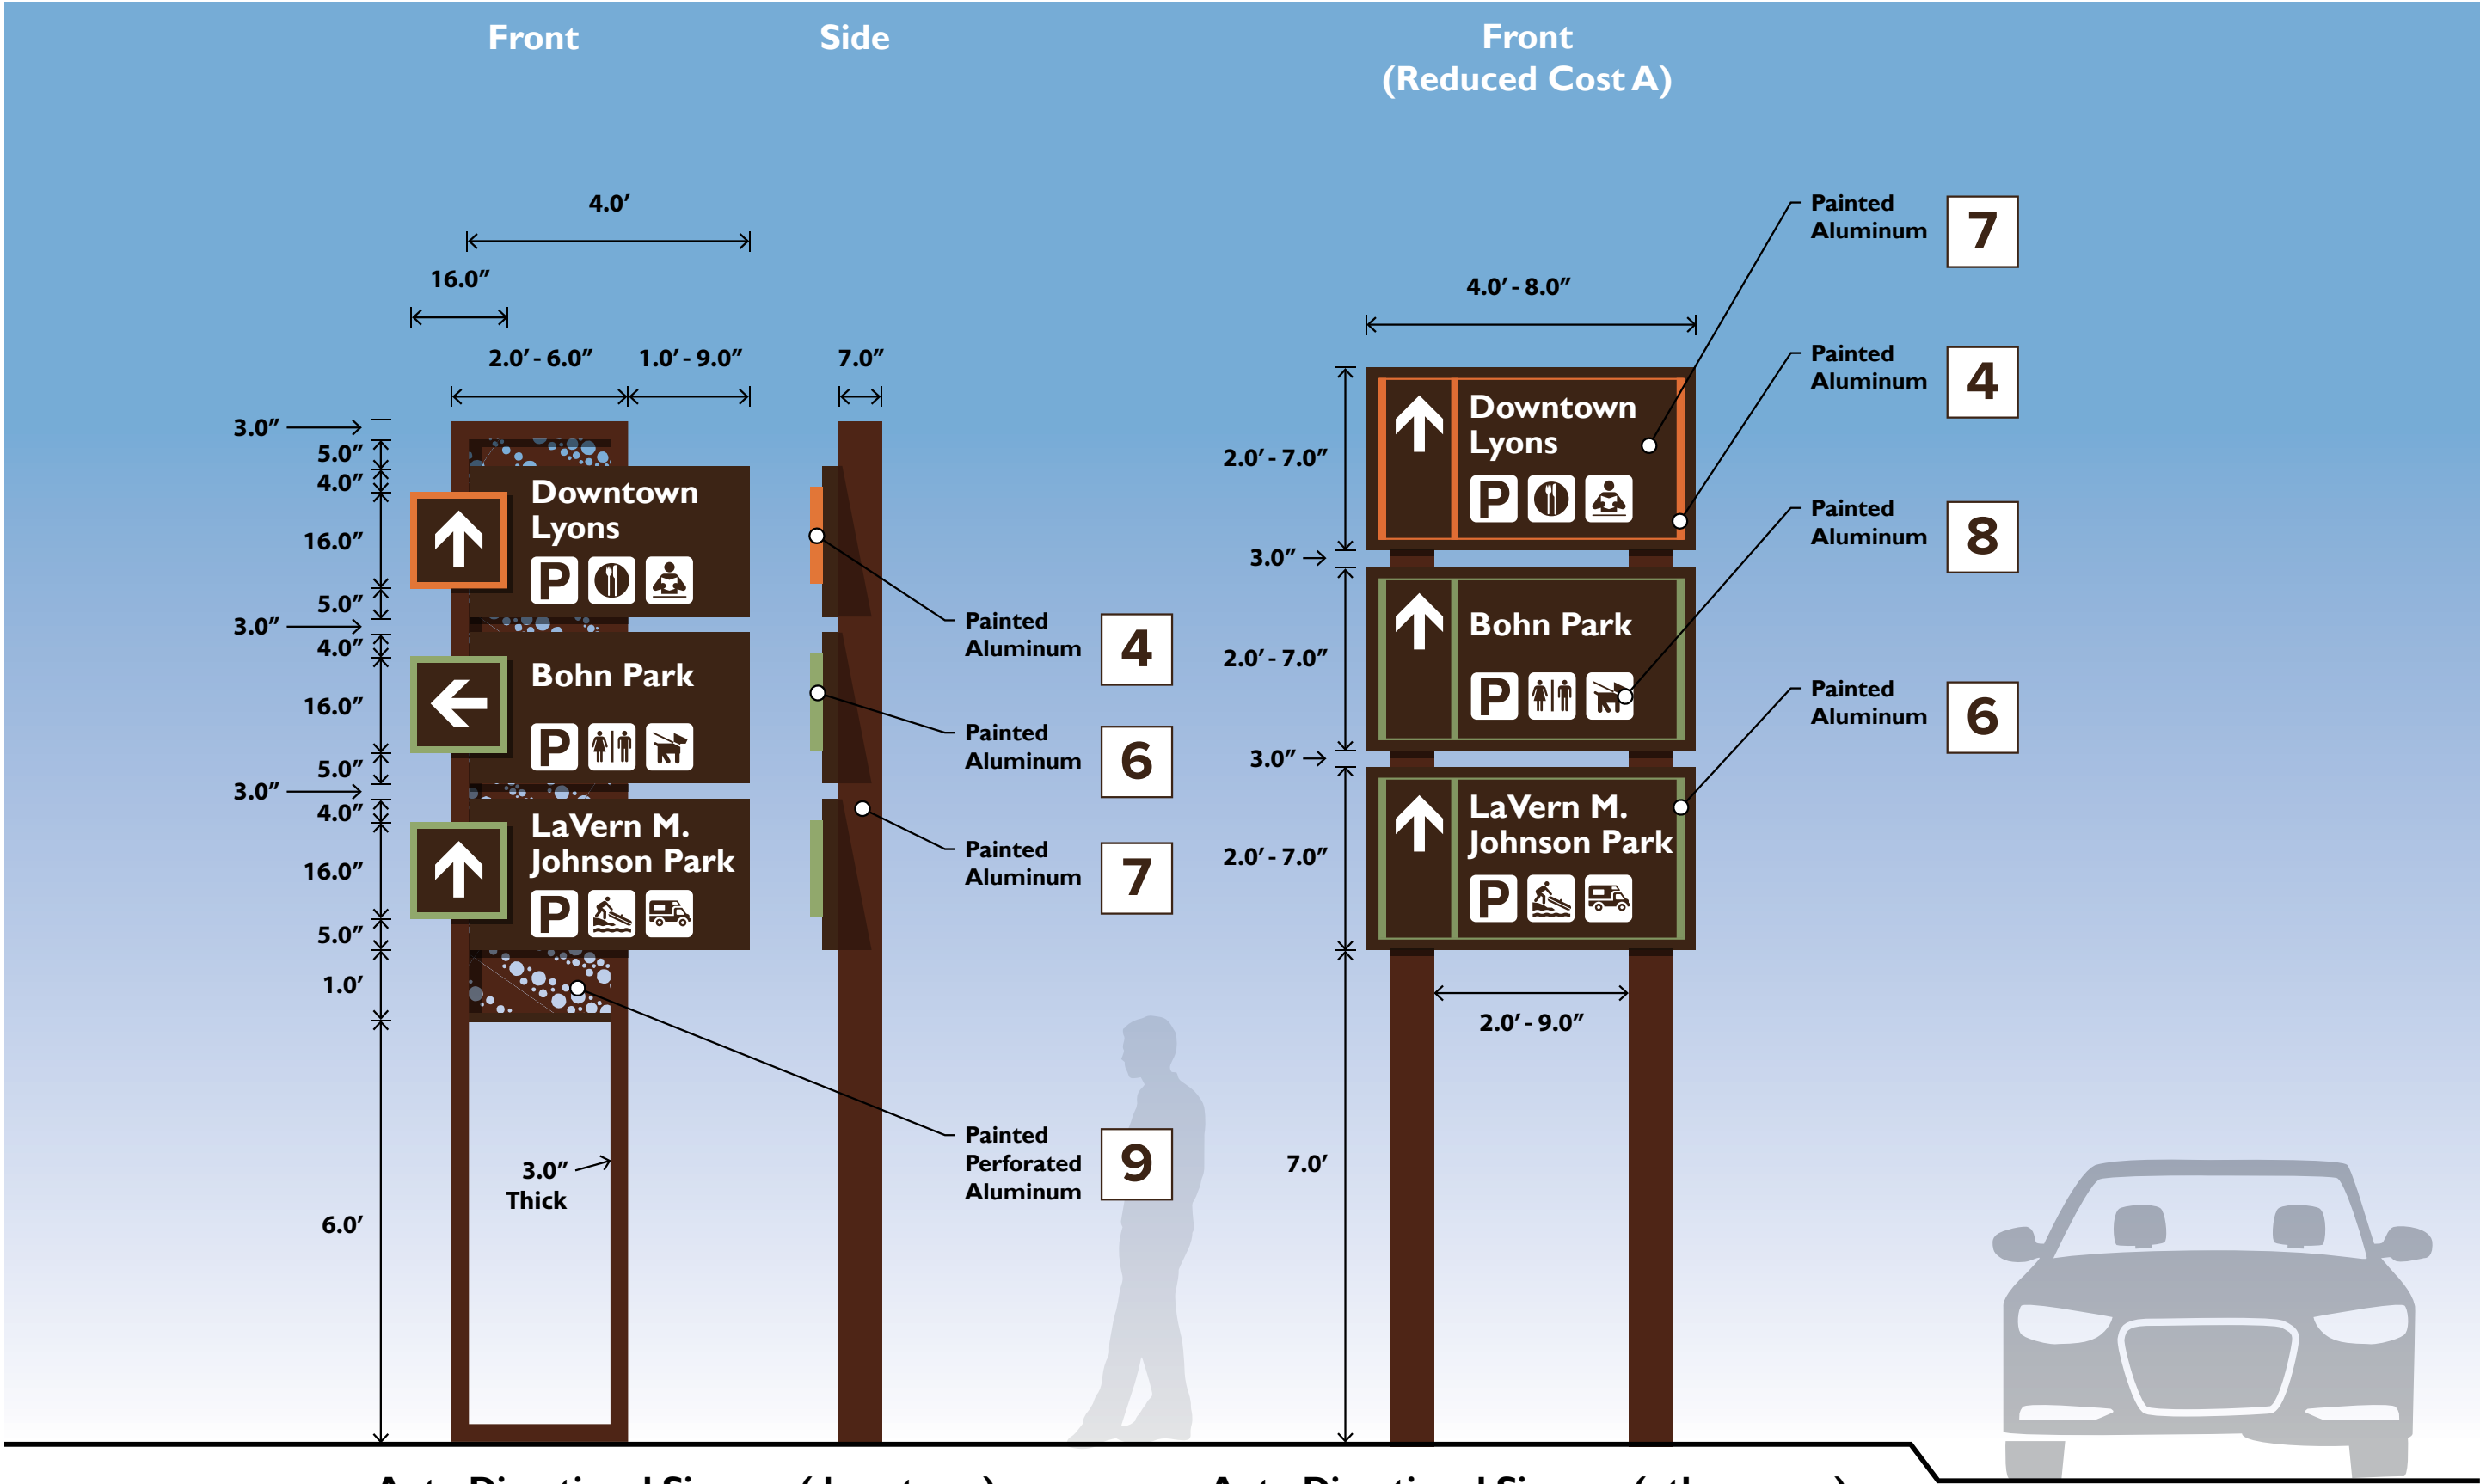 Front
Side
Front
(Reduced Cost A)
4.0’
16.0”
2.0’ - 6.0”
1.0’ - 9.0”
7.0”
3.0”
5.0”
4.0”
16.0”
5.0”
3.0”
4.0”
16.0”
5.0”
3.0”
4.0”
16.0”
5.0”
1.0’
6.0’
Downtown
Lyons
P
Bohn Park
P
LaVern M.
Johnson Park
P
3.0”
Thick
Painted
Aluminum
4
Painted
Aluminum
6
Painted
Aluminum
7
Painted
Perforated
Aluminum
9
4.0’ - 8.0”
2.0’ - 7.0”
3.0”
2.0’ - 7.0”
3.0”
2.0’ - 7.0”
7.0’
Downtown
Lyons
P
Bohn Park
P
LaVern M.
Johnson Park
P
2.0’ - 9.0”
Painted
Aluminum
7
Painted
Aluminum
4
Painted
Aluminum
8
Painted
Aluminum
6